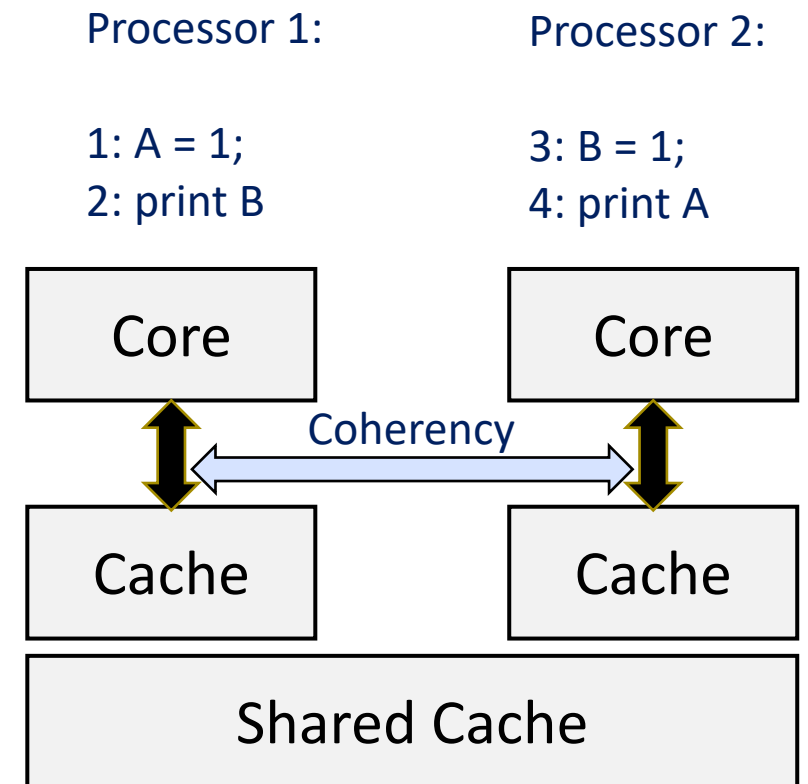 Processor 1:
1: A = 1;
2: print B
Processor 2:
3: B = 1;
4: print A
Core
Core
Coherency
Cache
Cache
Shared Cache